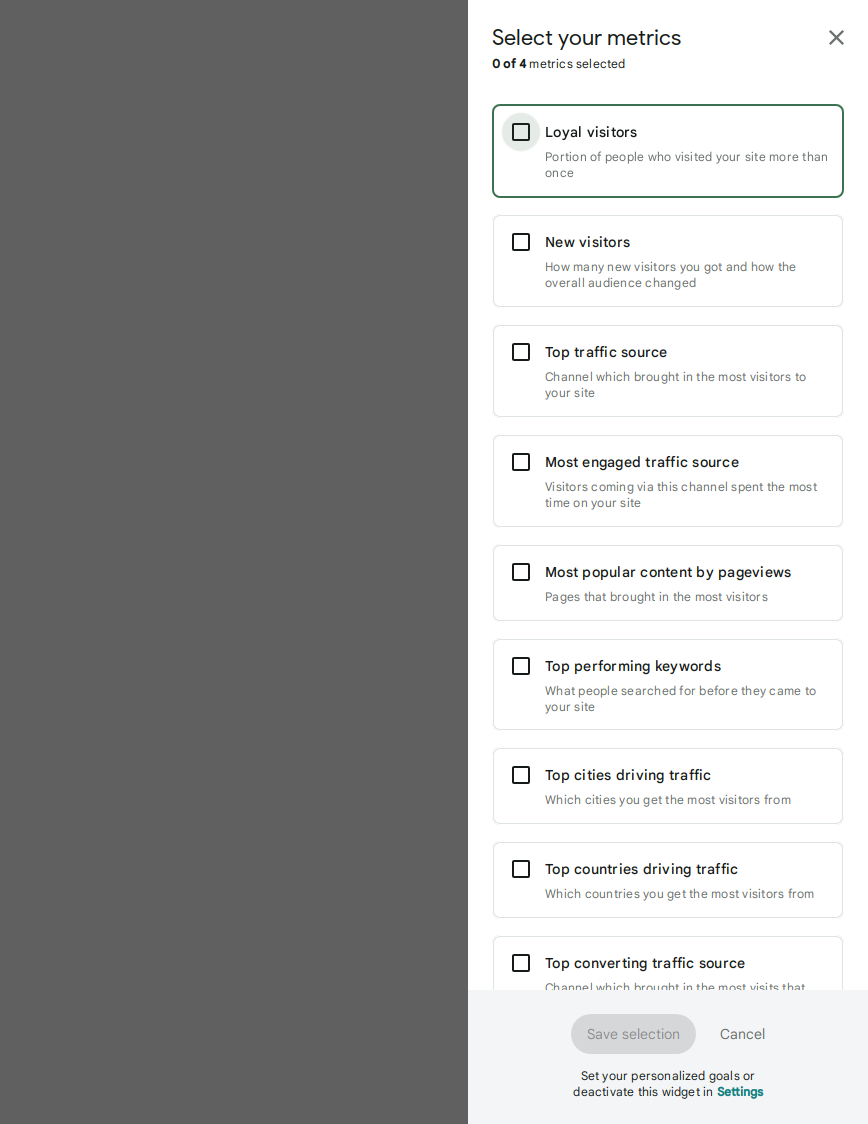 Select your metrics
0 of 4 metrics selected
Loyal visitors
Portion of people who visited your site more than
once
New visitors
How many new visitors you got and how the
overall audience changed
Top traffic source
Channel which brought in the most visitors to
your site
Most engaged traffic source
Visitors coming via this channel spent the most
time on your site
Most popular content by pageviews
Pages that brought in the most visitors
Top performing keywords
What people searched for before they came to
your site
Top cities driving traffic
Which cities you get the most visitors from
Top countries driving traffic
Which countries you get the most visitors from
Top converting traffic source
Channel which brought in the most visits that
Save selection
Cancel
Set your personalized goals or
deactivate this widget in Settings